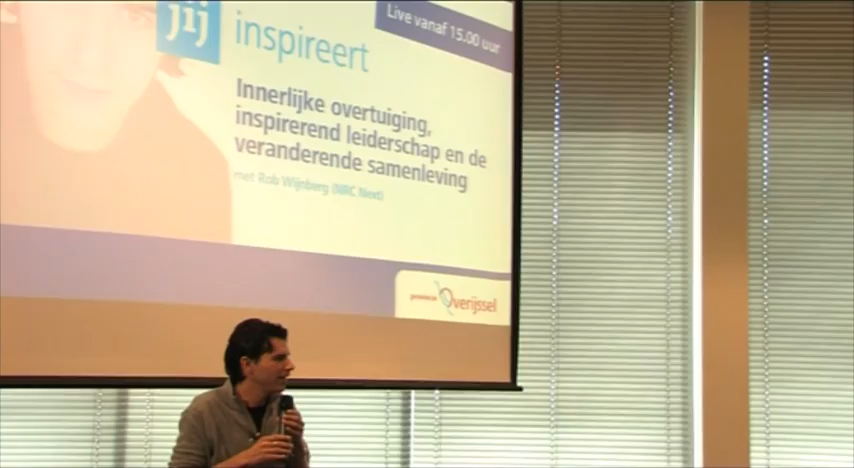 Live vanaf 15.00 uur
jij
inspireert
Innerlijke overtuiging,
inspirerend leiderschap en de
veranderende samenleving
met Rob Wijnberg (NRC Next)
provincie Overijssel